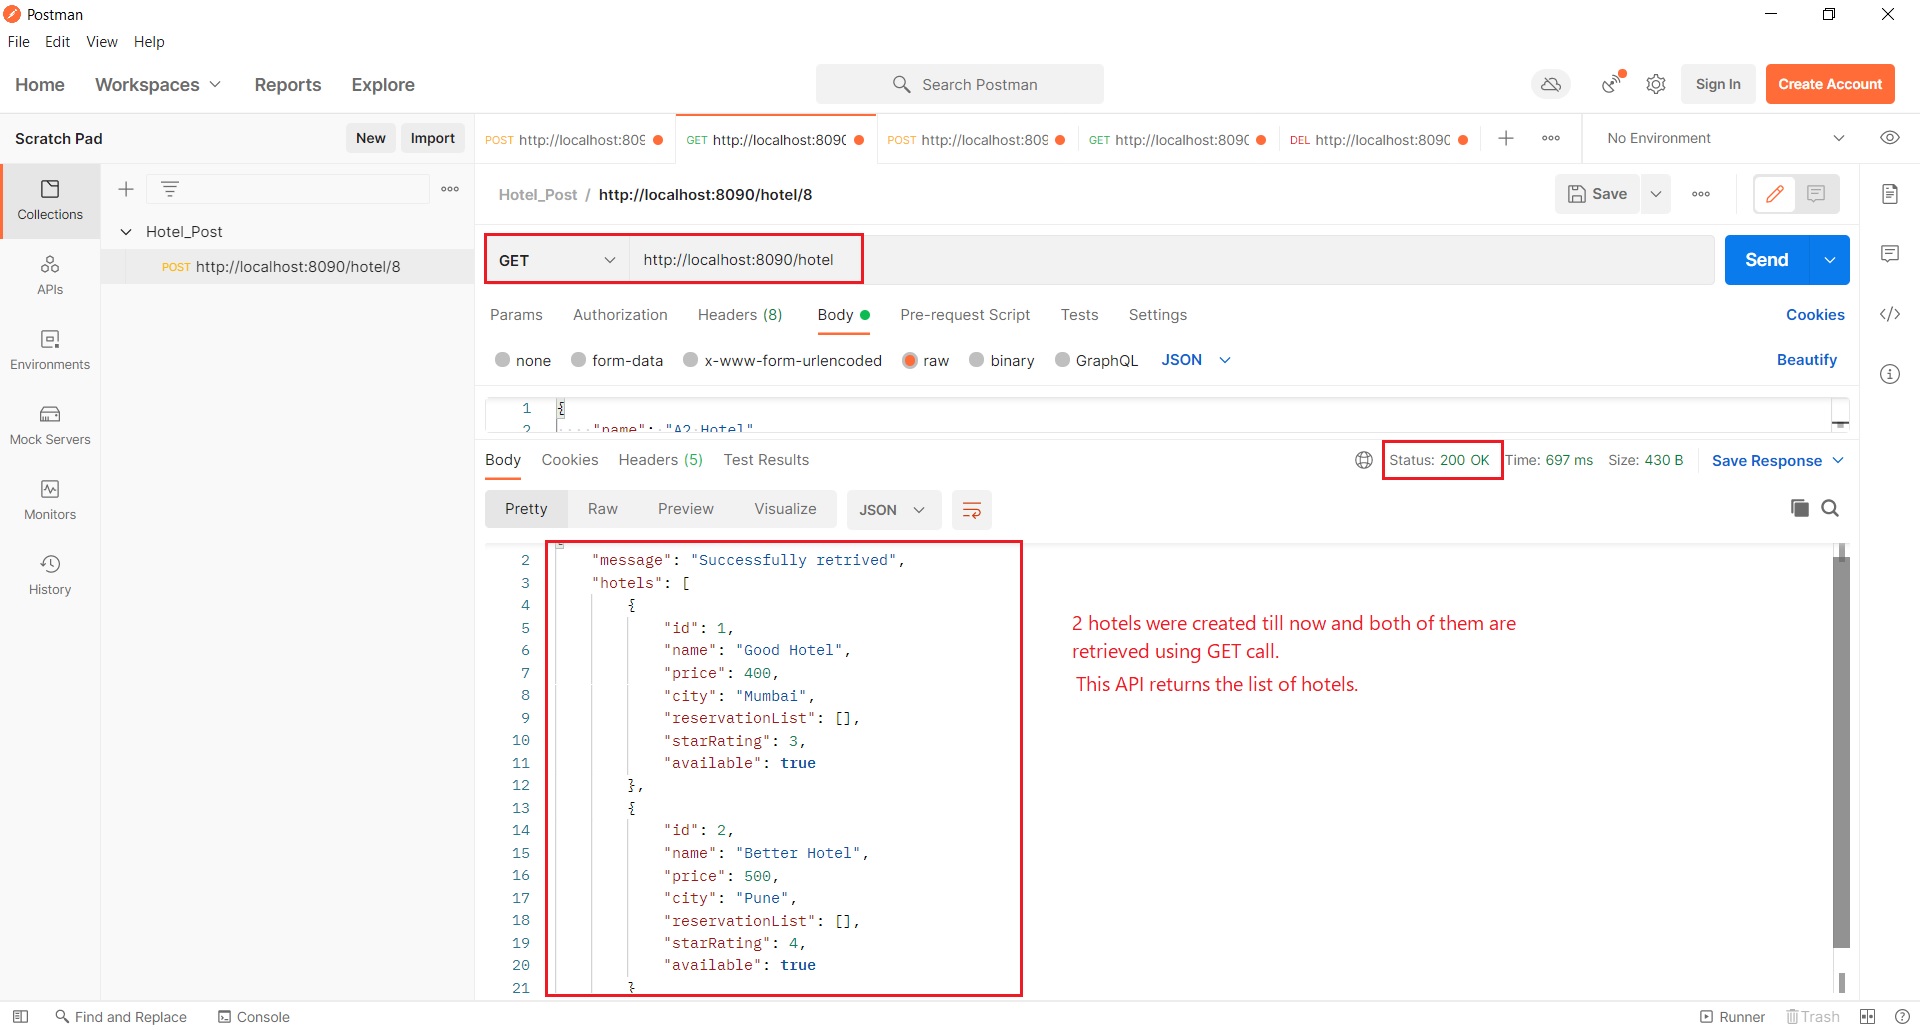 Postman
File Edit View Help
Home Workspaces Reports Explore
Search Postman
Sign In
Create Account
Scratch Pad
New Import
POST http://localhost:809
GET http://localhost:8090
POST http://localhost:809
GET http://localhost:8090
DEL http://localhost:8090
No Environment
Collections
APIs
Environments
Mock Servers
Monitors
History
Hotel_Post
POST http://localhost:8090/hotel/8
Hotel_Post / http://localhost:8090/hotel/8
Save
GET http://localhost:8090/hotel
Send
Params Authorization Headers (8) Body Pre-request Script Tests Settings
Cookies
none form-data x-www-form-urlencoded raw binary GraphQL JSON
Beautify
1 {
2 "name": "A2 Hotel"
Body Cookies Headers (5) Test Results
Status: 200 OK Time: 697 ms Size: 430 B Save Response
Pretty Raw Preview Visualize JSON
2 "message": "Successfully retrived",
3 "hotels": [
4 {
5 "id": 1,
6 "name": "Good Hotel",
7 "price": 400,
8 "city": "Mumbai",
9 "reservationList": [],
10 "starRating": 3,
11 "available": true
12 },
13 {
14 "id": 2,
15 "name": "Better Hotel",
16 "price": 500,
17 "city": "Pune",
18 "reservationList": [],
19 "starRating": 4,
20 "available": true
21 }
2 hotels were created till now and both of them are
retrieved using GET call.
This API returns the list of hotels.
Find and Replace Console
Runner Trash